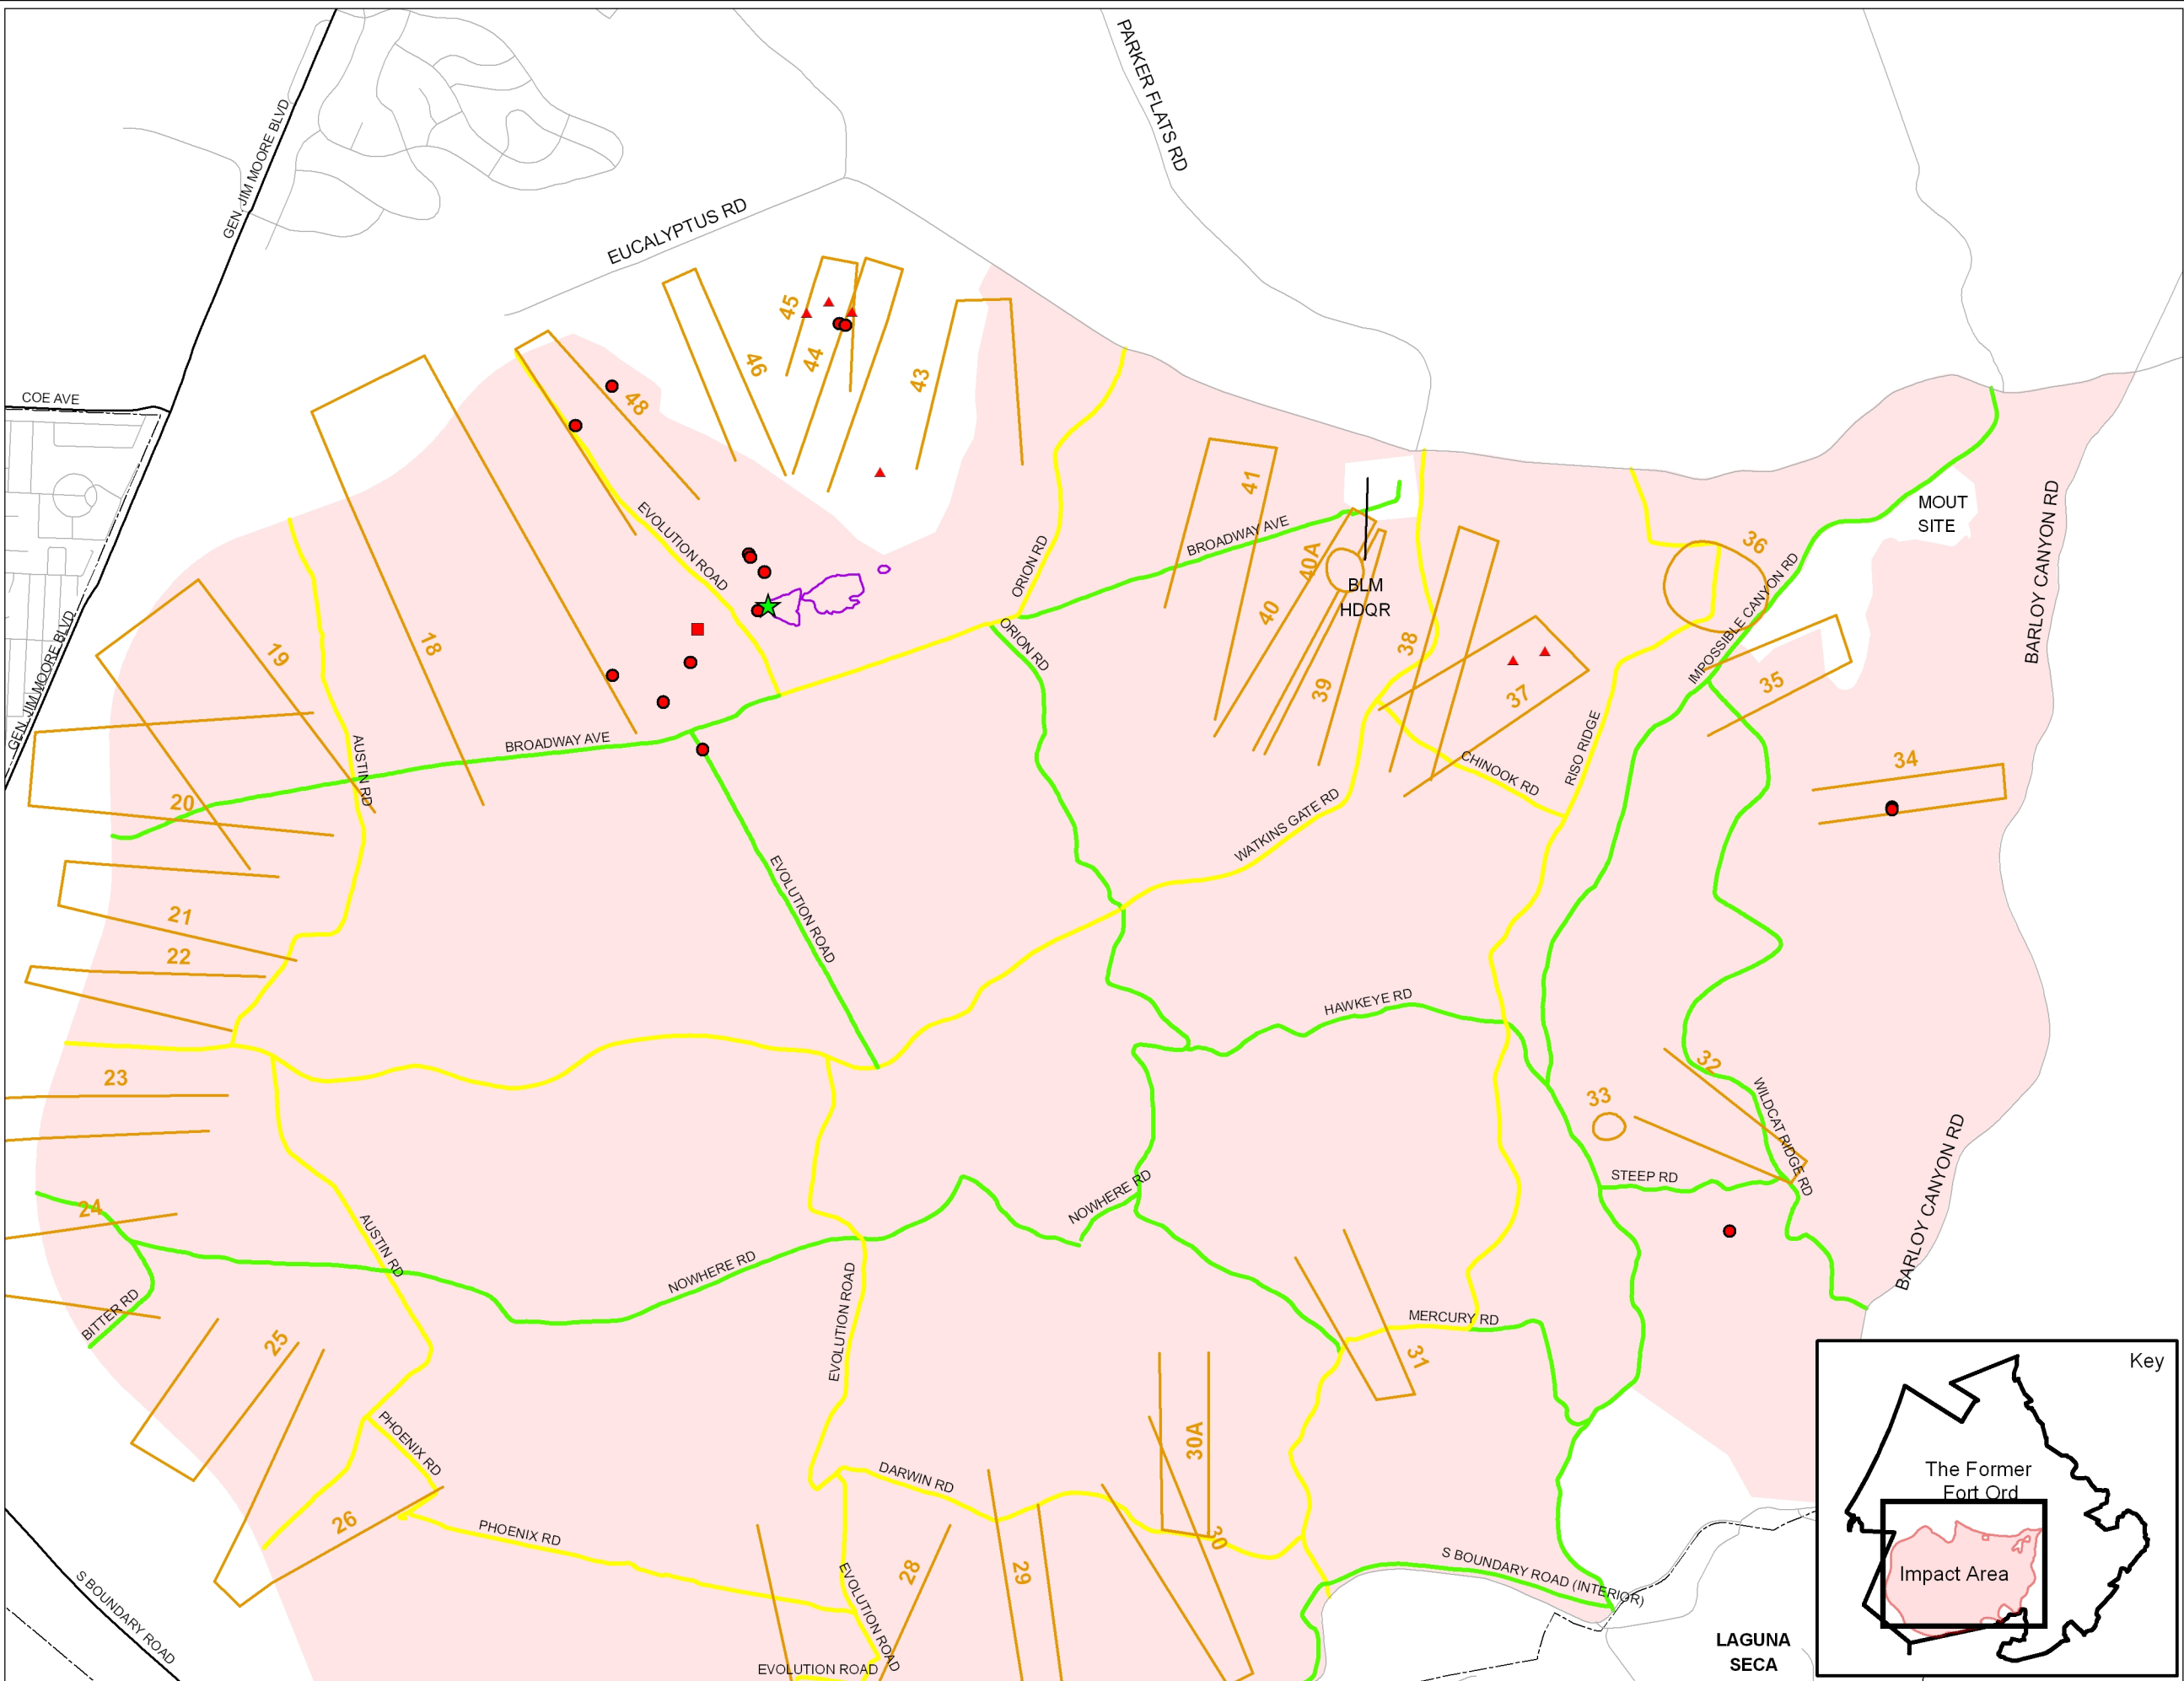 PARKER FLATS RD
GEN. JIM MOORE BLVD
EUCALYPTUS RD
45
44
46
43
48
COE AVE
EVOLUTION ROAD
ORION RD
41
BROADWAY AVE
40A
BLM
HDQR
40
39
38
37
36
MOUT
SITE
BARLOY CANYON RD
IMPOSSIBLE CANYON RD
35
34
19
18
ORION RD
GEN. JIM MOORE BLVD
20
AUSTIN RD
BROADWAY AVE
CHINOOK RD
RISO RIDGE
WATKINS GATE RD
21
22
EVOLUTION ROAD
HAWKEYE RD
23
33
32
WILDCAT RIDGE RD
STEEP RD
24
AUSTIN RD
NOWHERE RD
NOWHERE RD
BARLOY CANYON RD
BITTER RD
EVOLUTION ROAD
MERCURY RD
31
25
PHOENIX RD
30A
DARWIN RD
26
PHOENIX RD
30
28
29
EVOLUTION ROAD
S BOUNDARY ROAD (INTERIOR)
S BOUNDARY ROAD
EVOLUTION ROAD
LAGUNA
SECA
Key
The Former
Fort Ord
Impact Area